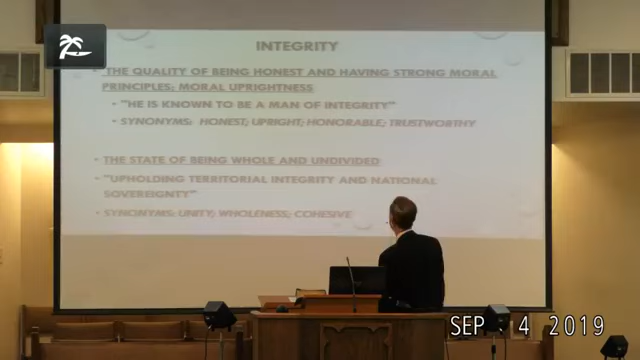 INTEGRITY
• THE QUALITY OF BEING HONEST AND HAVING STRONG MORAL
PRINCIPLES; MORAL UPRIGHTNESS
• "HE IS KNOWN TO BE A MAN OF INTEGRITY"
• SYNONYMS: HONEST; UPRIGHT; HONORABLE; TRUSTWORTHY
• THE STATE OF BEING WHOLE AND UNDIVIDED
• "UPHOLDING TERRITORIAL INTEGRITY AND NATIONAL
SOVEREIGNTY"
• SYNONYMS: UNITY; WHOLENESS; COHESIVE
SEP 4 2019